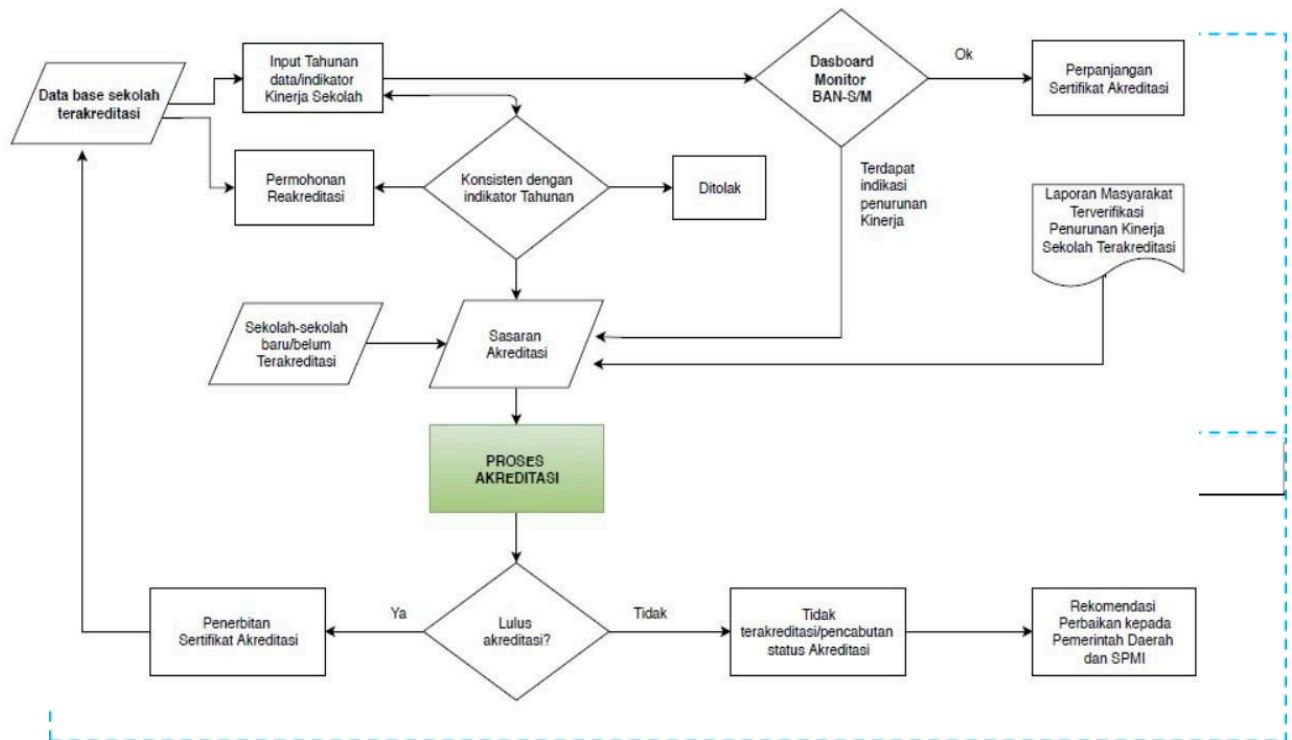 Data base sekolah
terakreditasi
Input Tahunan
data/indikator
Kinerja Sekolah
Dasboard
Monitor
BAN-S/M
Ok
Perpanjangan
Sertifikat Akreditasi
Permohonan
Reakreditasi
Konsisten dengan
indikator Tahunan
Ditolak
Terdapat
indikasi
penurunan
Kinerja
Laporan Masyarakat
Terverifikasi
Penurunan Kinerja
Sekolah Terakreditasi
Sekolah-sekolah
baru/belum
Terakreditasi
Sasaran
Akreditasi
PROSES
AKREDITASI
Penerbitan
Sertifikat Akreditasi
Ya
Lulus
akreditasi?
Tidak
Tidak
terakreditasi/pencabutan
status Akreditasi
Rekomendasi
Perbaikan kepada
Pemerintah Daerah
dan SPMI